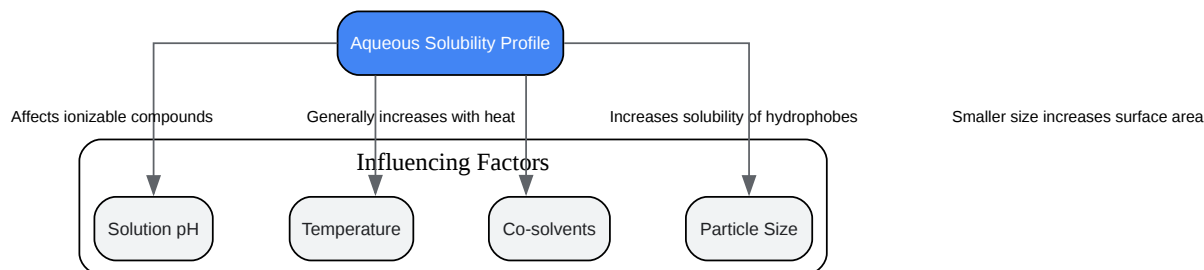 Aqueous Solubility Profile
Affects ionizable compounds
Generally increases with heat
Increases solubility of hydrophobes
Smaller size increases surface area
Influencing Factors
Solution pH
Temperature
Co-solvents
Particle Size